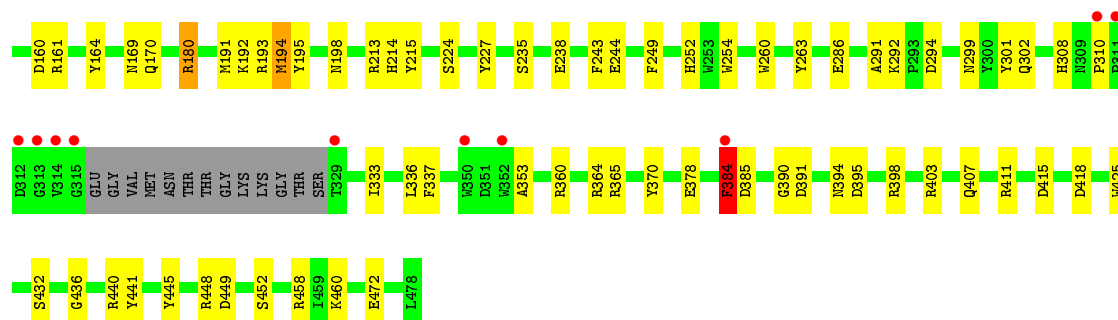 D160 R161 Y164 N169 Q170 R180 M191 K192 R193 M194 Y195 N198 R213 H214 Y215 S224 Y227 S235 E238 F243 E244 F249 H252 W253 W254 W260 Y263 E286 A291 K292 P293 D294 N299 Y300 Y301 Q302 H308 N309 P310 P311
D312 G313 V314 G315 GLU GLY VAL MET ASN THR THR GLY LYS LYS GLY THR SER T329 I333 L336 F337 W350 D351 W352 A353 R360 R364 R365 Y370 E378 F384 D385 G390 D391 N394 D395 R398 R403 Q407 R411 D415 D418 W425
S432 G436 R440 Y441 Y445 R448 D449 S452 R458 I459 K460 E472 L478